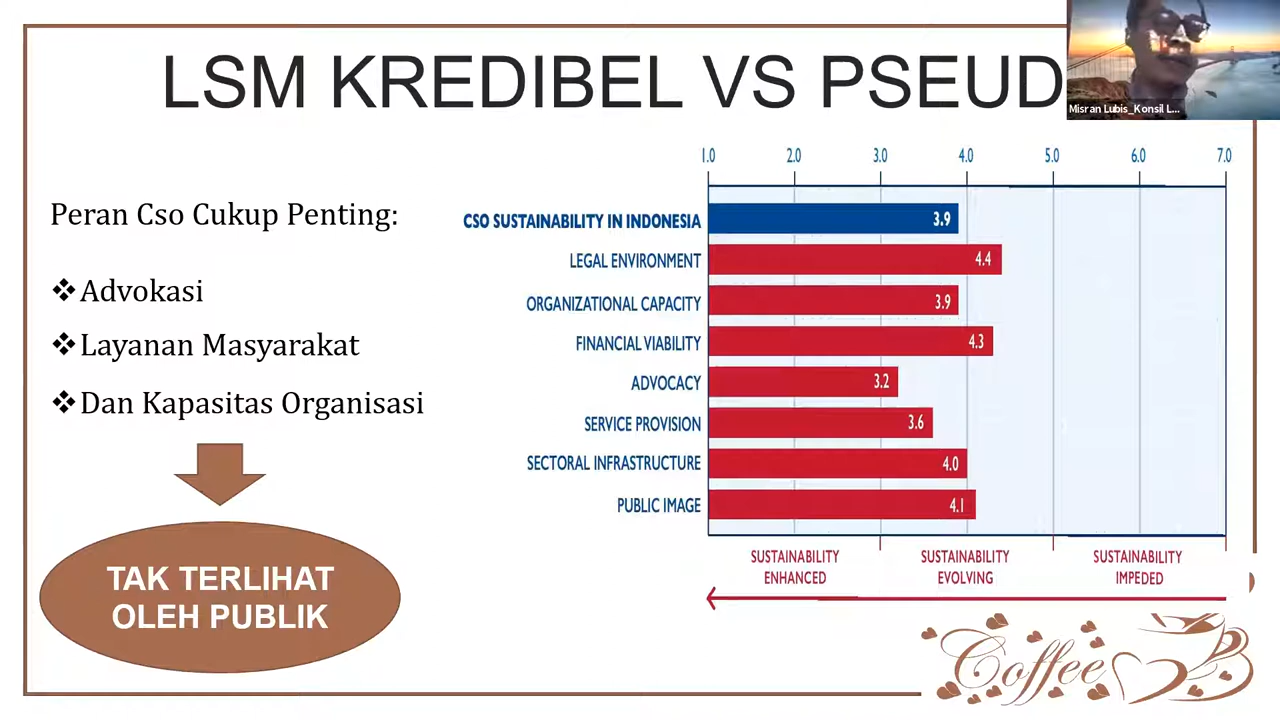 LSM KREDIBEL VS PSEUD
Misran Lubis_Konsil L...
Peran Cso Cukup Penting:
❖Advokasi
❖Layanan Masyarakat
❖Dan Kapasitas Organisasi
TAK TERLIHAT
OLEH PUBLIK
1.0 2.0 3.0 4.0 5.0 6.0 7.0
CSO SUSTAINABILITY IN INDONESIA 3.9
LEGAL ENVIRONMENT 4.4
ORGANIZATIONAL CAPACITY 3.9
FINANCIAL VIABILITY 4.3
ADVOCACY 3.2
SERVICE PROVISION 3.6
SECTORAL INFRASTRUCTURE 4.0
PUBLIC IMAGE 4.1
SUSTAINABILITY SUSTAINABILITY SUSTAINABILITY
ENHANCED EVOLVING IMPEDED
Coffee